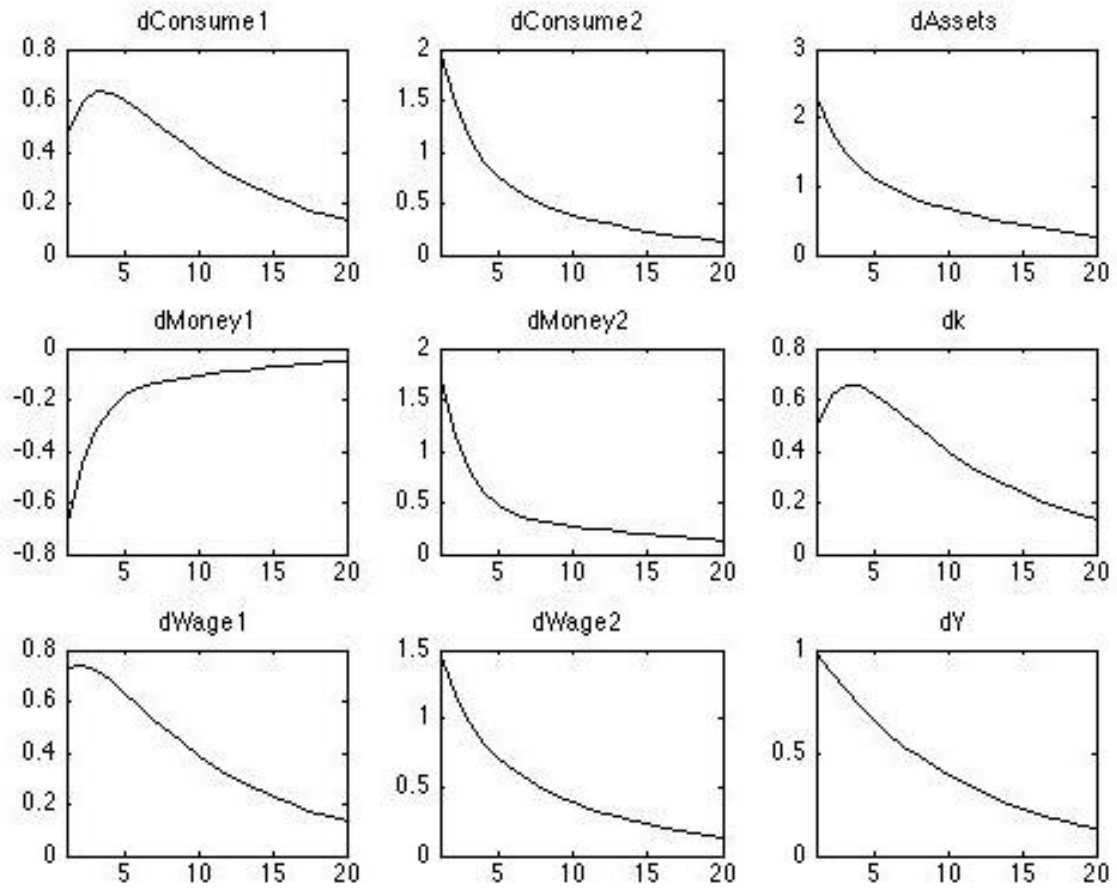 dConsume1 dConsume2 dAssets
0.8 2 3
0.6 1.5
0.4 1 2
0.2 0.5 1
0 0 0
5 10 15 20 5 10 15 20 5 10 15 20
dMoney1 dMoney2 dk
0 2 0.8
-0.2 1.5 0.6
-0.4 1 0.4
-0.6 0.5 0.2
-0.8 0 0
5 10 15 20 5 10 15 20 5 10 15 20
dWage1 dWage2 dY
0.8 1.5 1
0.6 1
0.4 0.5
0.2 0.5
0 0 0
5 10 15 20 5 10 15 20 5 10 15 20